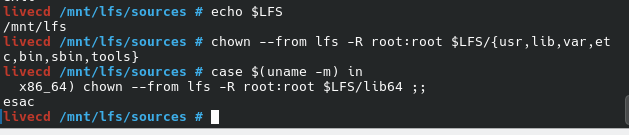 livecd /mnt/lfs/sources # echo $LFS
/mnt/lfs
livecd /mnt/lfs/sources # chown --from lfs -R root:root $LFS/{usr,lib,var,et
c,bin,sbin,tools}
livecd /mnt/lfs/sources # case $(uname -m) in
  x86_64) chown --from lfs -R root:root $LFS/lib64 ;;
esac
livecd /mnt/lfs/sources #